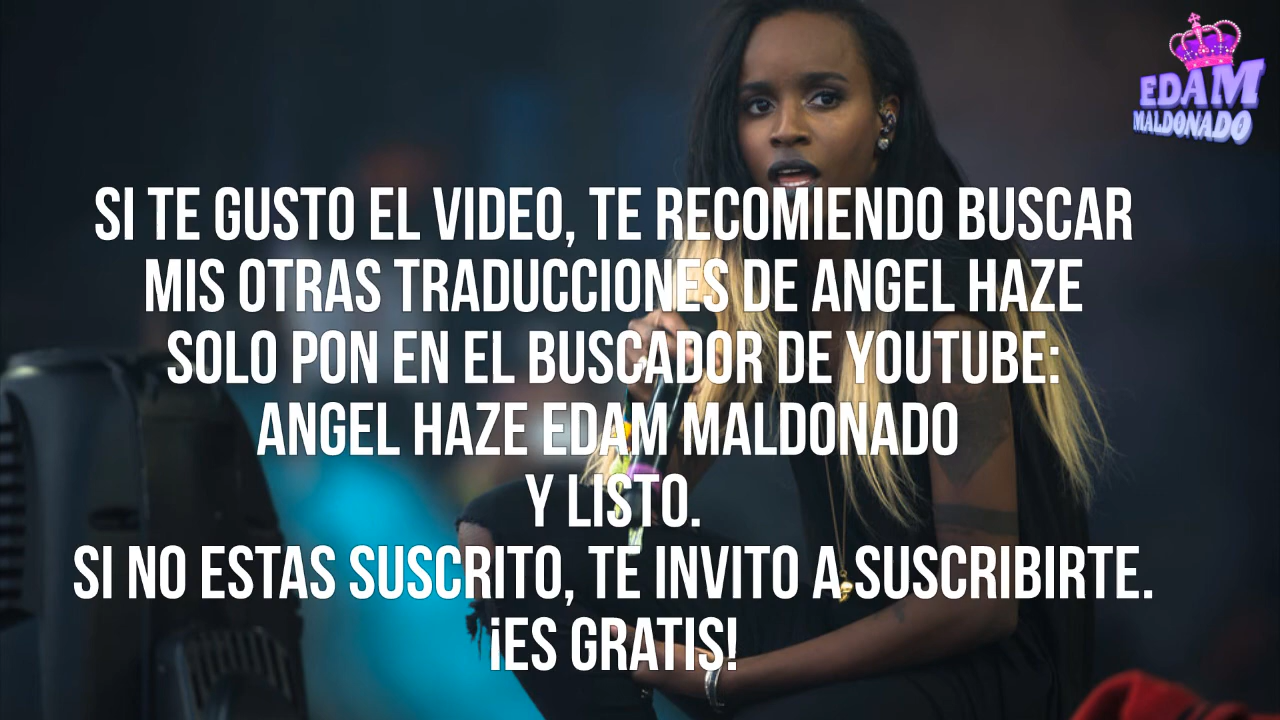 EDAM
MALDONADO
SI TE GUSTO EL VIDEO, TE RECOMIENDO BUSCAR
MIS OTRAS TRADUCCIONES DE ANGEL HAZE
SOLO PON EN EL BUSCADOR DE YOUTUBE:
ANGEL HAZE EDAM MALDONADO
Y LISTO.
SI NO ESTAS SUSCRITO, TE INVITO A SUSCRIBIRTE.
¡ES GRATIS!